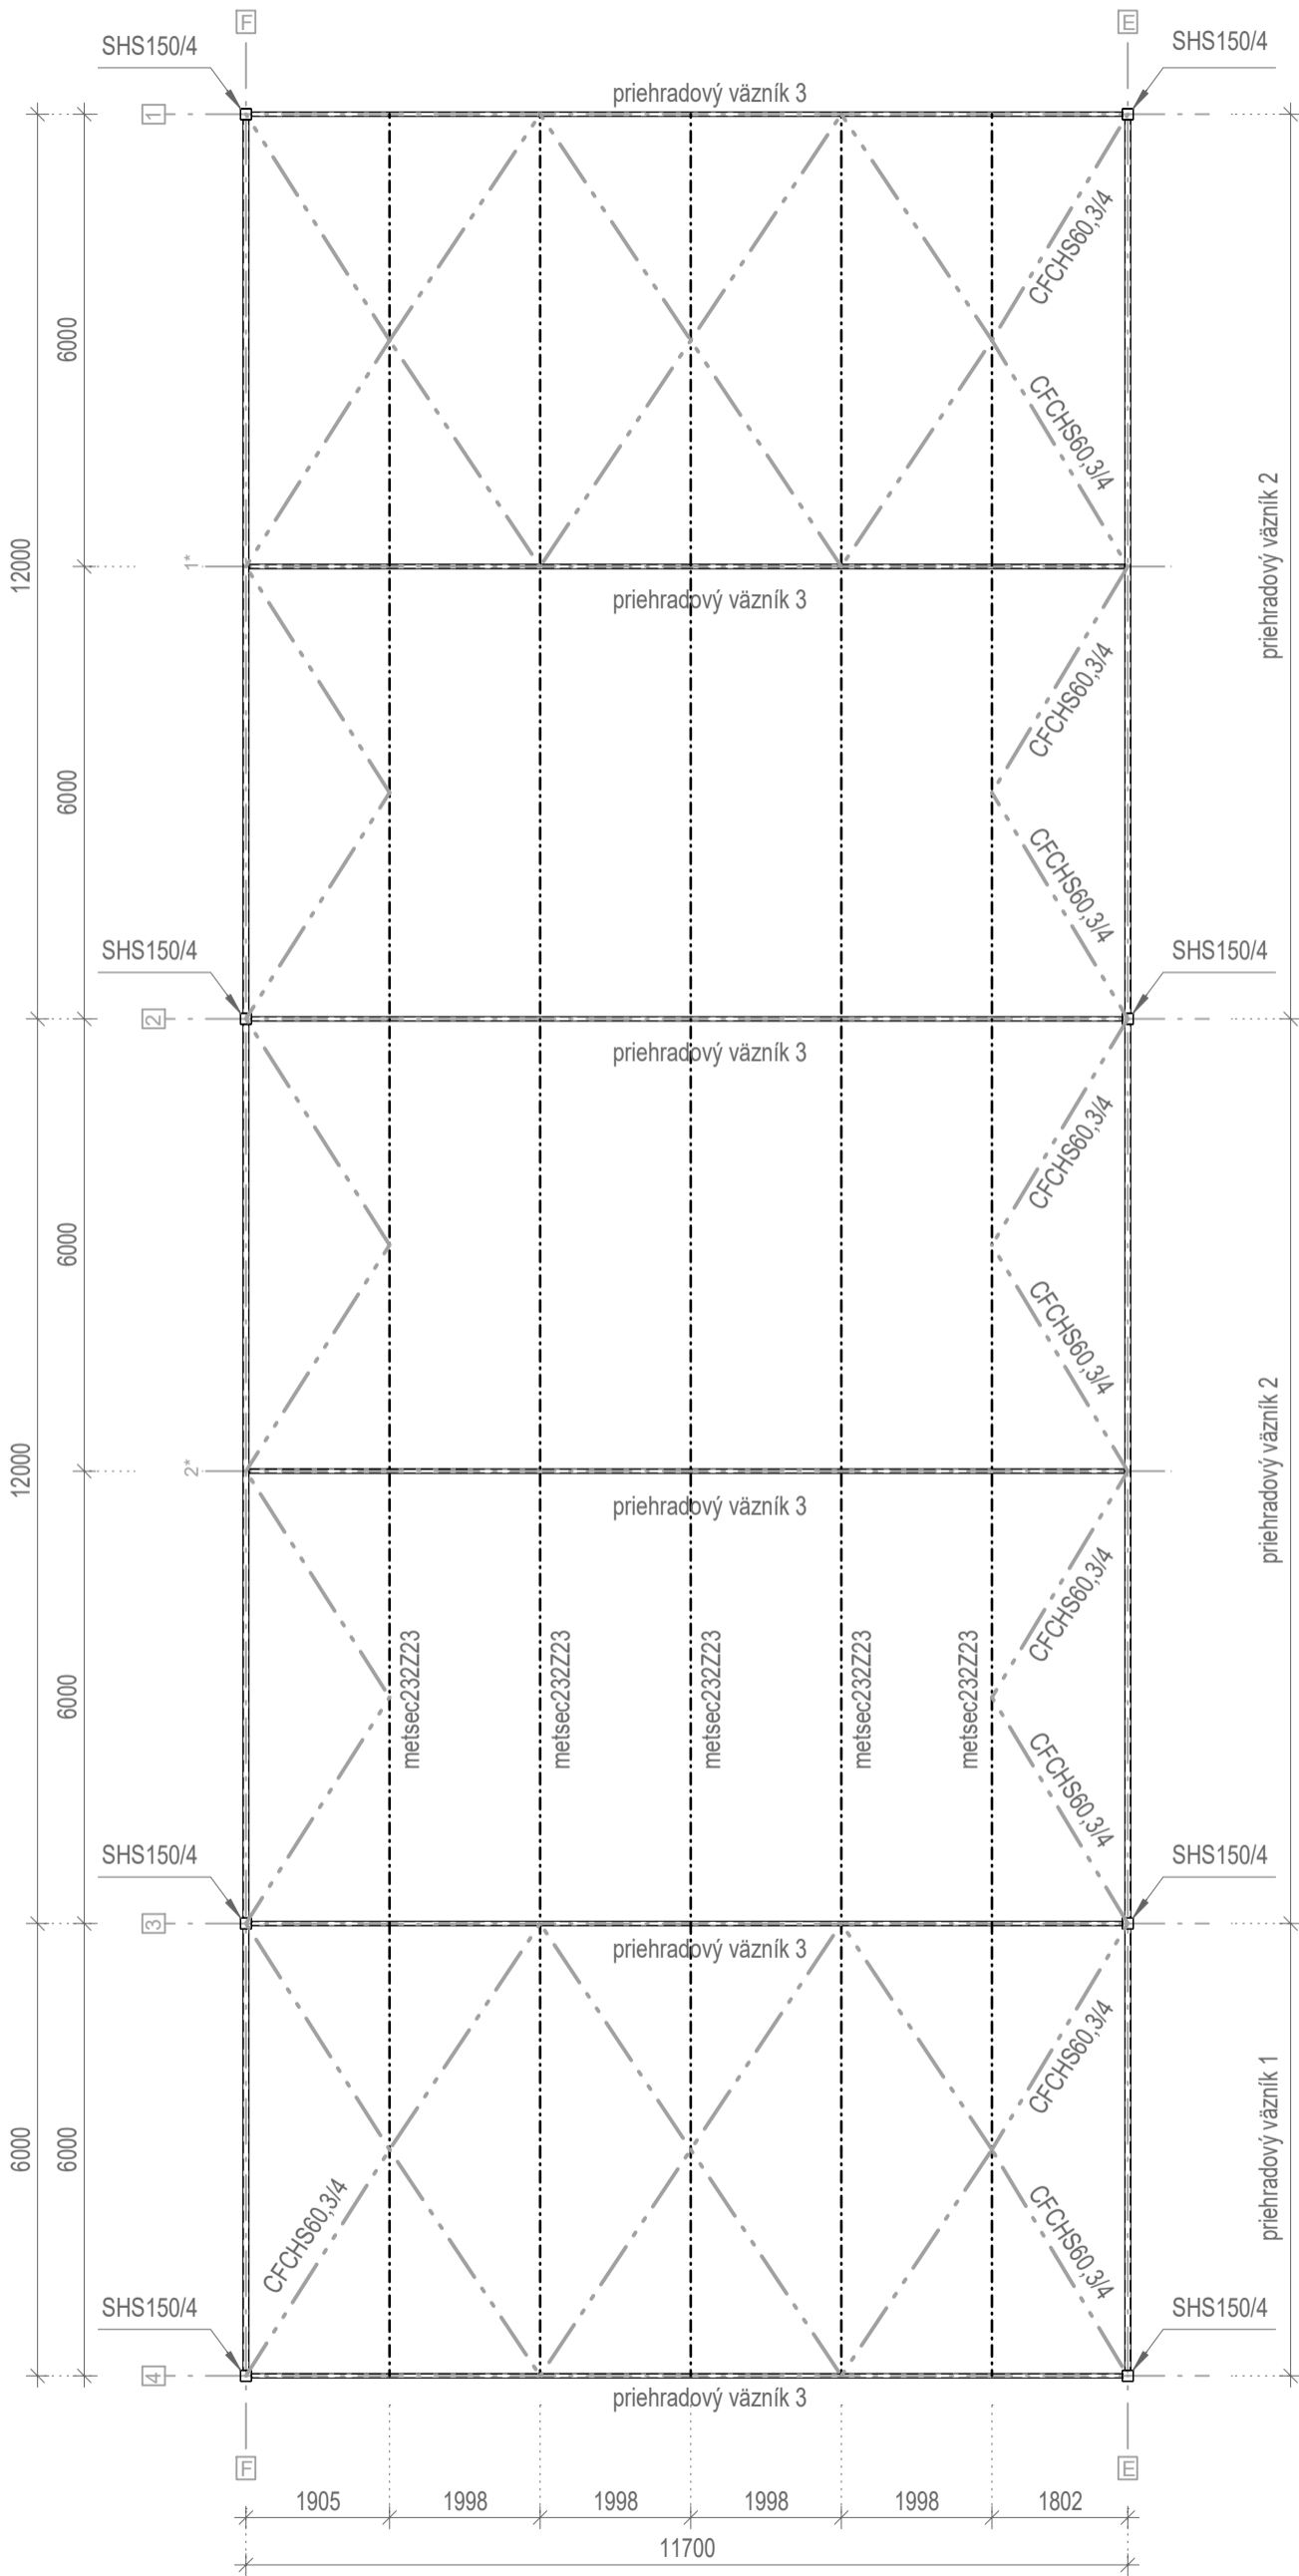 F
E
SHS150/4
SHS150/4
priehradový väzník 3
1
CFCHS60,3/4
6000
CFCHS60,3/4
12000
priehradový väzník 2
1*
priehradový väzník 3
CFCHS60,3/4
6000
CFCHS60,3/4
SHS150/4
SHS150/4
2
priehradový väzník 3
CFCHS60,3/4
6000
CFCHS60,3/4
12000
priehradový väzník 2
2*
priehradový väzník 3
CFCHS60,3/4
6000
metsec232Z23
metsec232Z23
metsec232Z23
metsec232Z23
metsec232Z23
CFCHS60,3/4
SHS150/4
SHS150/4
3
priehradový väzník 3
CFCHS60,3/4
6000
6000
priehradový väzník 1
CFCHS60,3/4
CFCHS60,3/4
SHS150/4
SHS150/4
4
priehradový väzník 3
F
E
1905
1998
1998
1998
1998
1802
11700